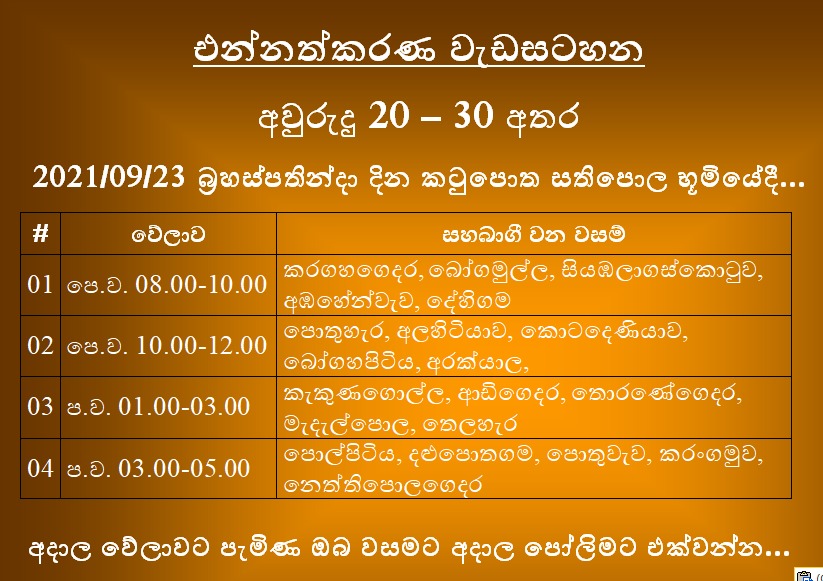 එන්නත්කරණ වැඩසටහන
අවුරුදු 20 – 30 අතර
2021/09/23 බ්‍රහස්පතින්දා දින කටුපොත සතිපොල භූමියේදී...
# වේලාව සහබාගී වන වසම්
01 පෙ.ව. 08.00-10.00 කරගහගෙදර, බෝගමුල්ල, සියඹලාගස්කොටුව,
අඹහේන්වැව, දේහිගම
02 පෙ.ව. 10.00-12.00 පොතුහැර, අලහිටියාව, කොටදෙණියාව,
බෝගහපිටිය, අරක්යාල,
03 ප.ව. 01.00-03.00 කැකුණගොල්ල, ආඩිගෙදර, තොරණේගෙදර,
මැදැල්පොල, තෙලහැර
04 ප.ව. 03.00-05.00 පොල්පිටිය, දළුපොතගම, පොතුවැව, කරංගමුව,
නෙත්තිපොලගෙදර
අදාල වේලාවට පැමිණ ඔබ වසමට අදාල පෝලිමට එක්වන්න...